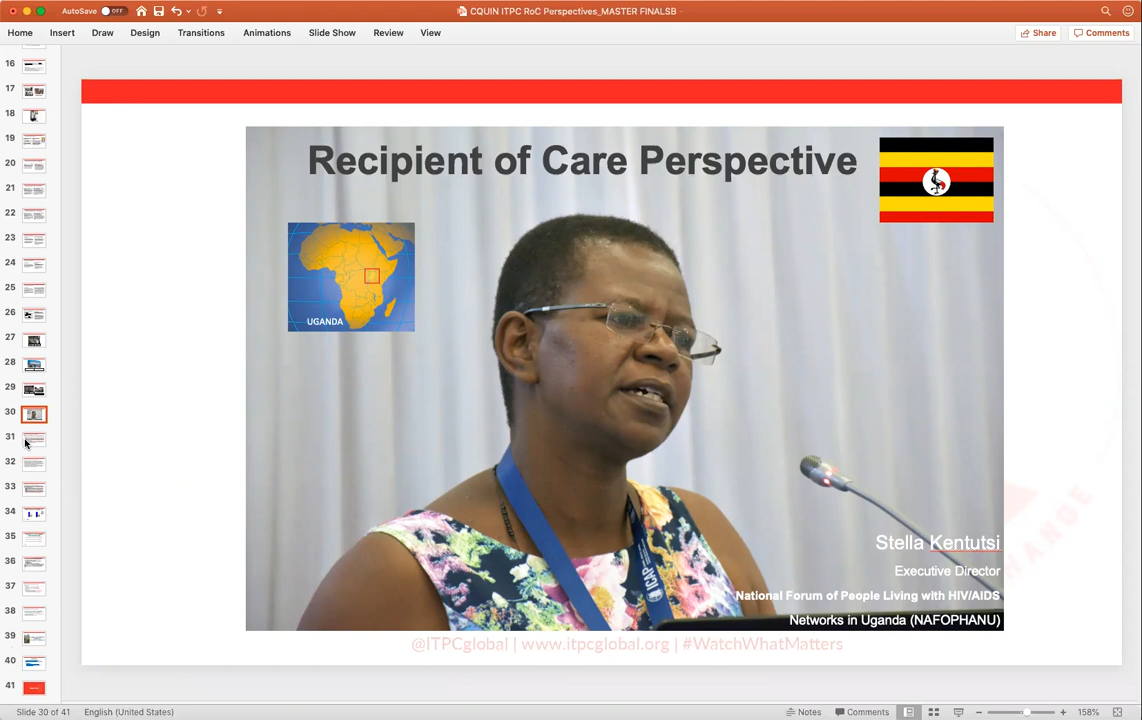 AutoSave OFF
CQUIN ITPC RoC Perspectives_MASTER FINALSB
Home Insert Draw Design Transitions Animations Slide Show Review View Share Comments
16
17
18
19
20
21
22
23
24
25
26
27
28
29
30
31
32
33
34
35
36
37
38
39
40
41
Recipient of Care Perspective
UGANDA
ICAP
Stella Kentutsi
Executive Director
National Forum of People Living with HIV/AIDS
Networks in Uganda (NAFOPHANU)
@ITPCglobal | www.itpcglobal.org | #WatchWhatMatters
Slide 30 of 41 English (United States) Notes Comments 158%